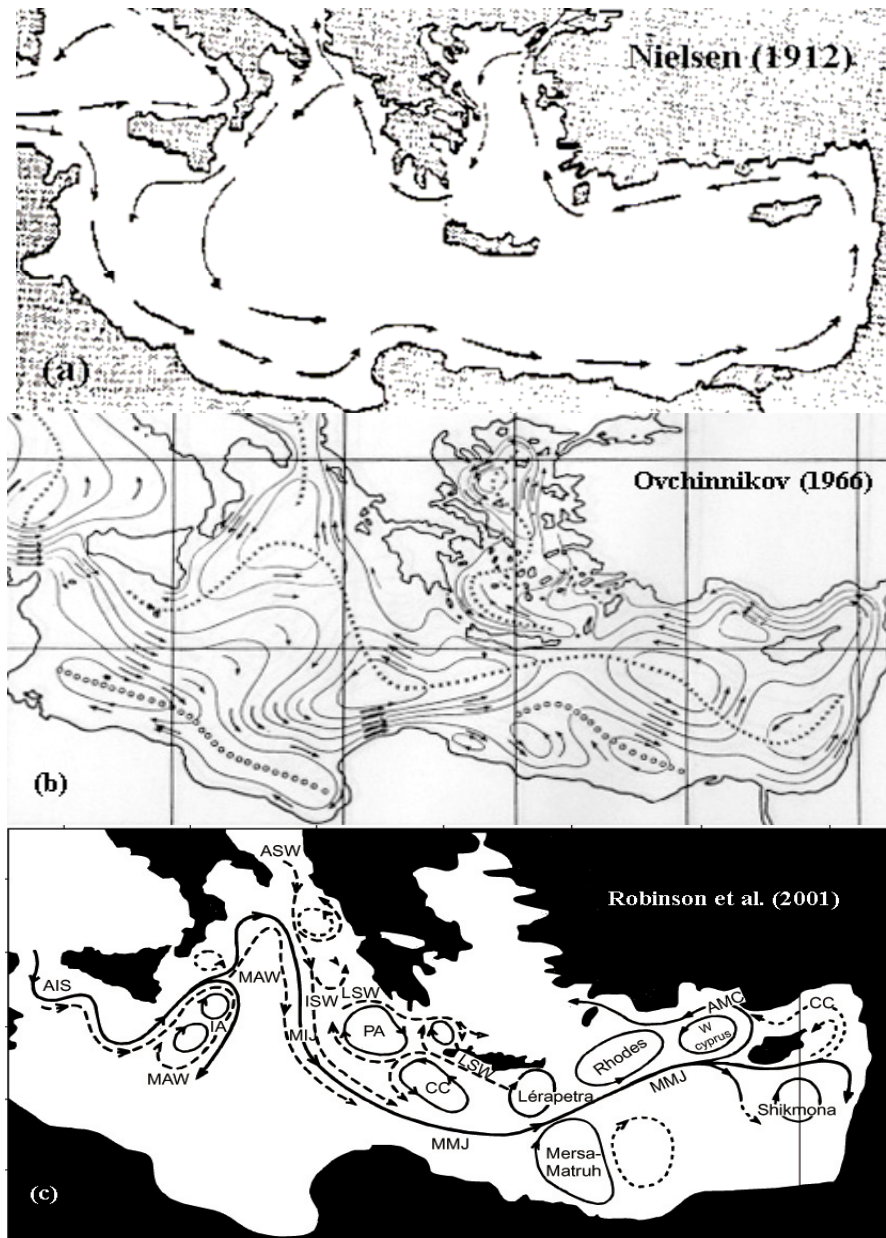 Nielsen (1912)
(a)
Ovchinnikov (1966)
(b)
ASW
Robinson et al. (2001)
AIS
MAW
ISW
LSW
AMC
CC
IA
MIJ
PA
W
cyprus
Rhodes
MAW
CC
LSW
Lérapetra
MMJ
Shikmona
MMJ
Mersa-
Matruh
(c)